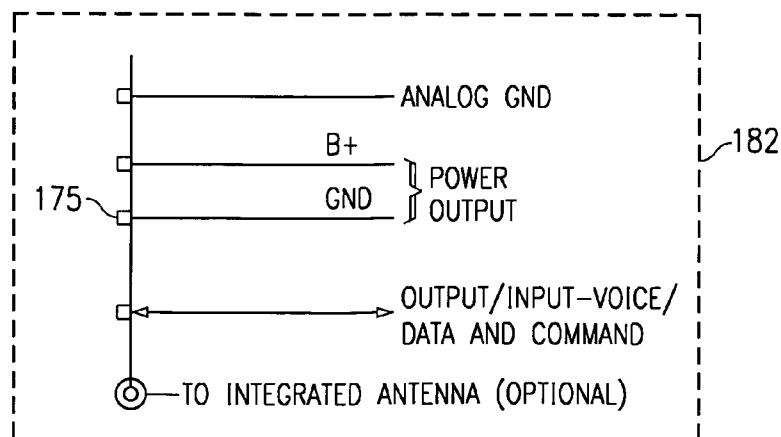 ANALOG GND
182
B+
POWER
175
GND
OUTPUT
OUTPUT/INPUT-VOICE/
DATA AND COMMAND
TO INTEGRATED ANTENNA (OPTIONAL)